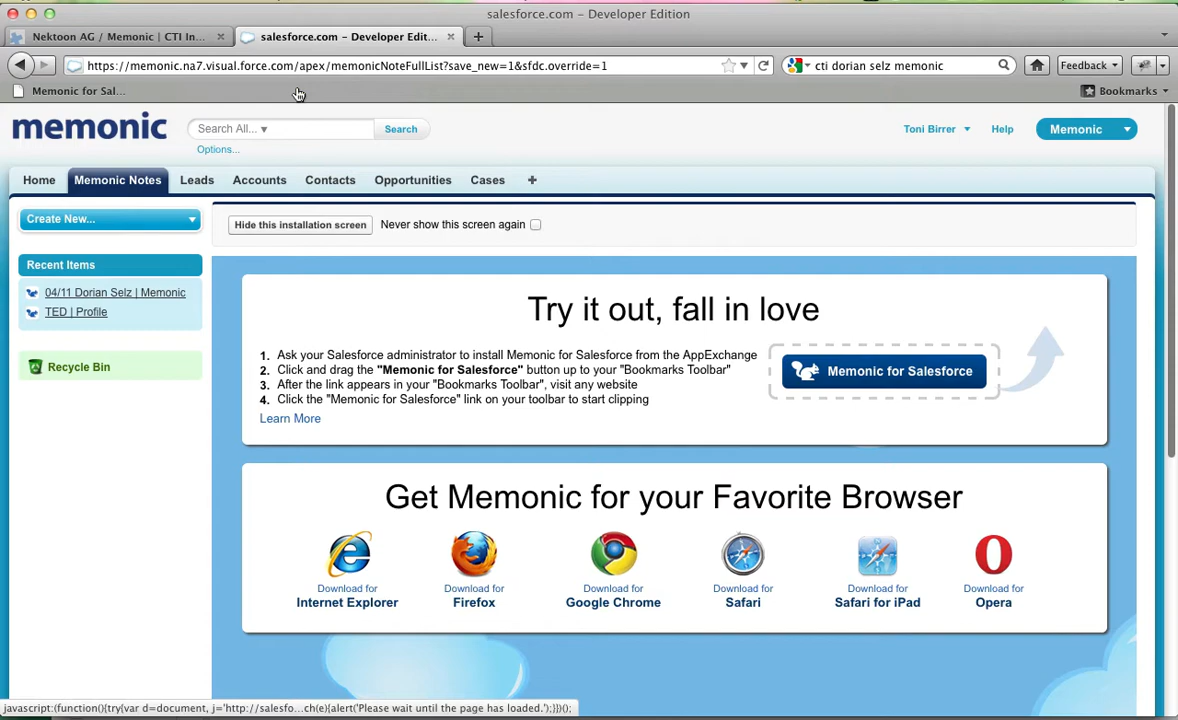 salesforce.com – Developer Edition
Nektoon AG / Memonic | CTI In... ×
salesforce.com – Developer Edit... ×
https://memonic.na7.visual.force.com/apex/memonicNoteFullList?save_new=1&sfdc.override=1
cti dorian selz memonic
Feedback
Memonic for Sal...
Bookmarks
memonic
Search All...
Search
Options...
Toni Birrer
Help
Memonic
Home
Memonic Notes
Leads
Accounts
Contacts
Opportunities
Cases
+
Create New...
Hide this installation screen
Never show this screen again
Recent Items
04/11 Dorian Selz | Memonic
TED | Profile
Recycle Bin
Try it out, fall in love
1. Ask your Salesforce administrator to install Memonic for Salesforce from the AppExchange
2. Click and drag the "Memonic for Salesforce" button up to your "Bookmarks Toolbar"
3. After the link appears in your "Bookmarks Toolbar", visit any website
4. Click the "Memonic for Salesforce" link on your toolbar to start clipping
Learn More
Memonic for Salesforce
Get Memonic for your Favorite Browser
Download for
Internet Explorer
Download for
Firefox
Download for
Google Chrome
Download for
Safari
Download for
Safari for iPad
Download for
Opera
javascript:(function(){try{var d=document, j='http://salesfo...ch(e){alert('Please wait until the page has loaded.');}})();